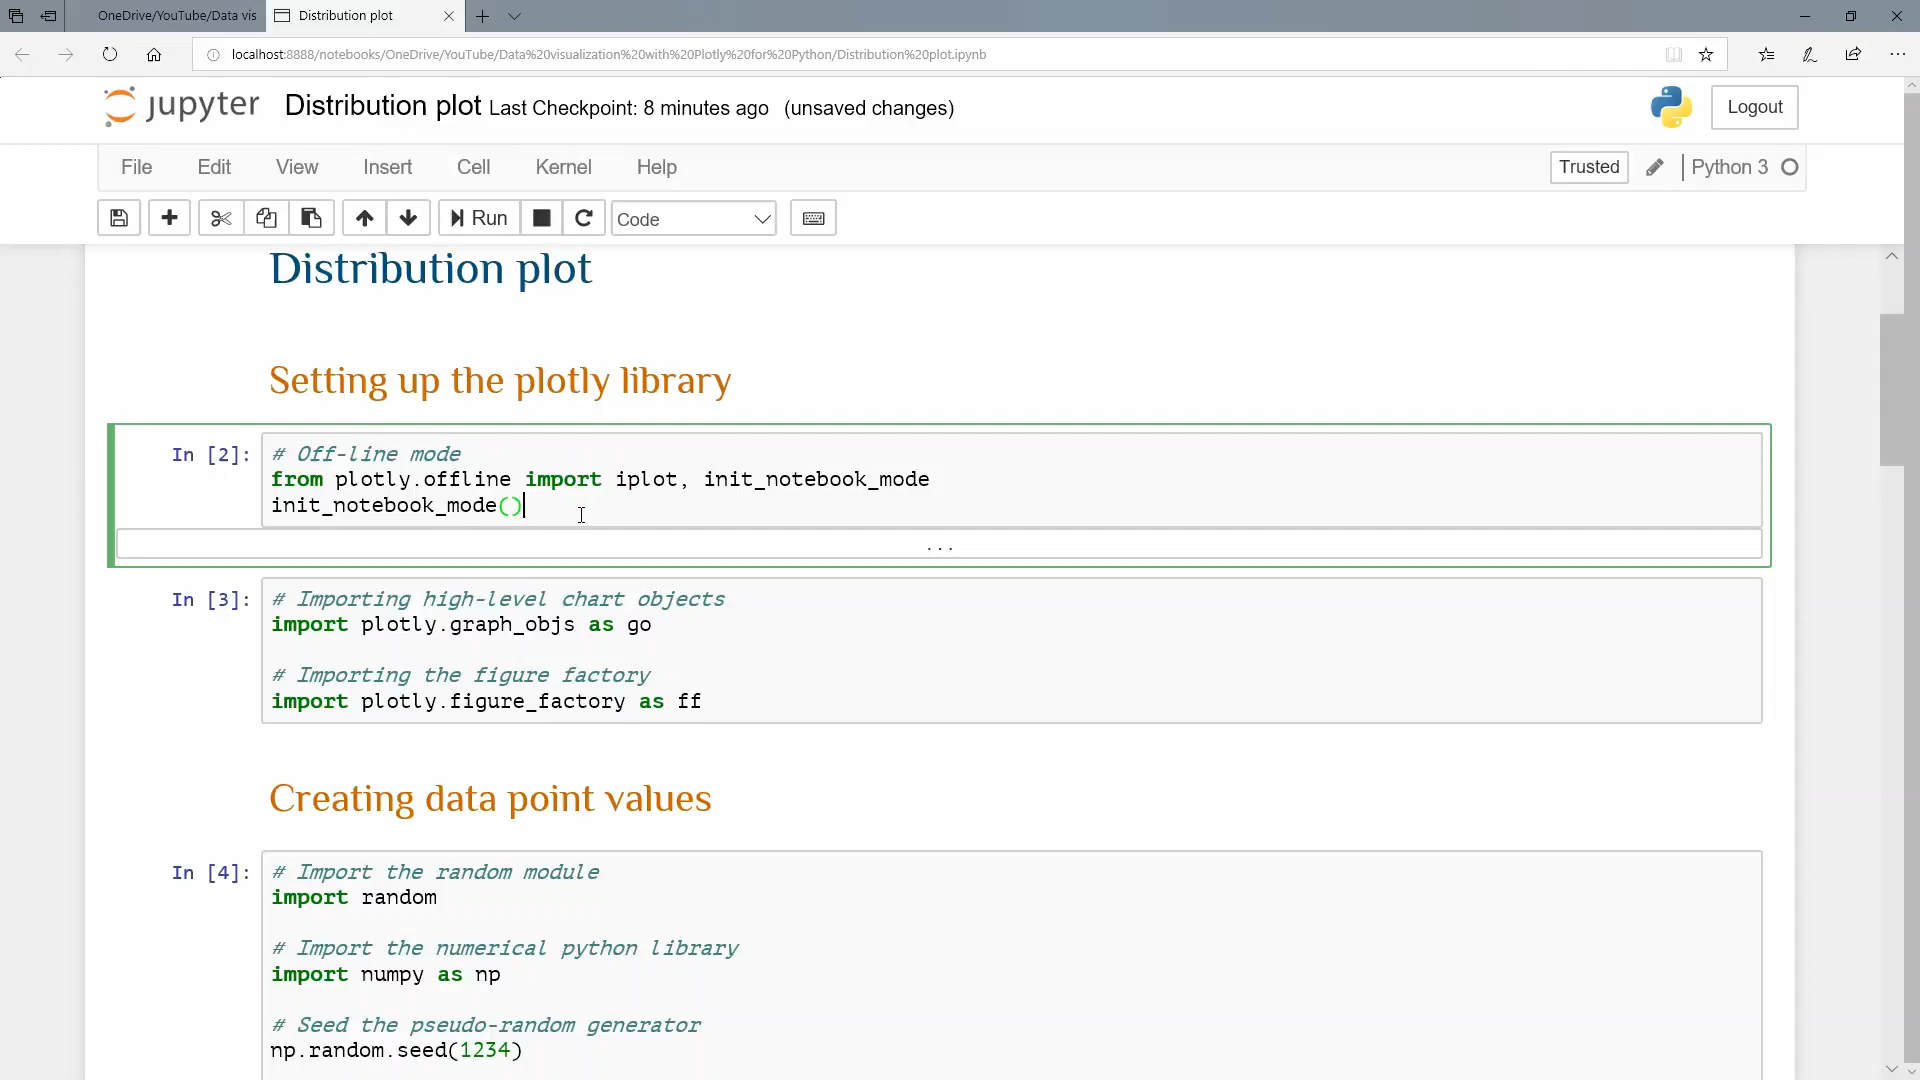 OneDrive/YouTube/Data vis
Distribution plot
localhost:8888/notebooks/OneDrive/YouTube/Data%20visualization%20with%20Plotly%20for%20Python/Distribution%20plot.ipynb
jupyter Distribution plot Last Checkpoint: 8 minutes ago (unsaved changes)
Logout
File Edit View Insert Cell Kernel Help
Trusted
Python 3
Run
Code
Distribution plot
Setting up the plotly library
In [2]: # Off-line mode
from plotly.offline import iplot, init_notebook_mode
init_notebook_mode()
...
In [3]: # Importing high-level chart objects
import plotly.graph_objs as go
# Importing the figure factory
import plotly.figure_factory as ff
Creating data point values
In [4]: # Import the random module
import random
# Import the numerical python library
import numpy as np
# Seed the pseudo-random generator
np.random.seed(1234)